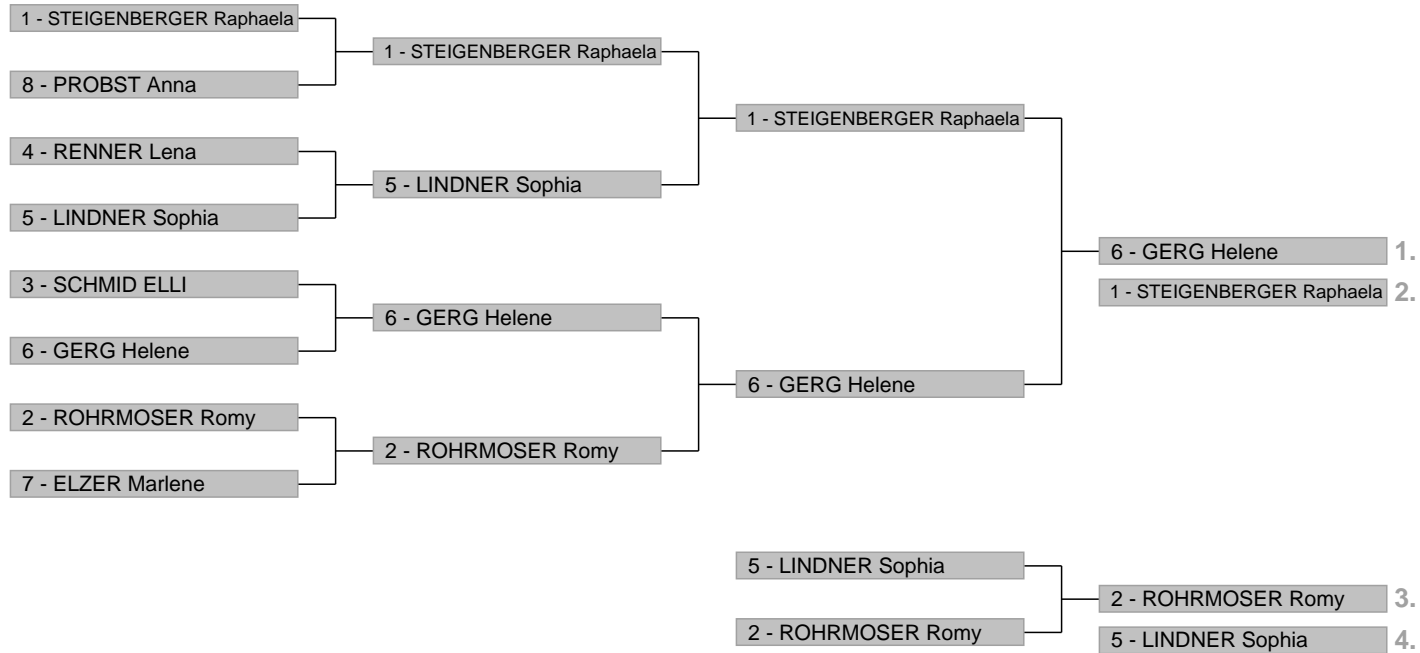 1 - STEIGENBERGER Raphaela
8 - PROBST Anna
4 - RENNER Lena
5 - LINDNER Sophia
3 - SCHMID ELLI
6 - GERG Helene
2 - ROHRMOSER Romy
7 - ELZER Marlene
1 - STEIGENBERGER Raphaela
5 - LINDNER Sophia
6 - GERG Helene
2 - ROHRMOSER Romy
1 - STEIGENBERGER Raphaela
6 - GERG Helene
6 - GERG Helene 1.
1 - STEIGENBERGER Raphaela 2.
5 - LINDNER Sophia
2 - ROHRMOSER Romy
2 - ROHRMOSER Romy 3.
5 - LINDNER Sophia 4.